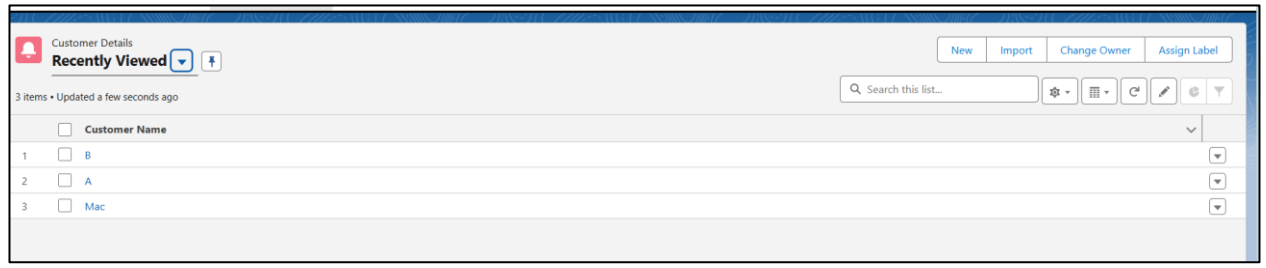 Customer Details
Recently Viewed
New Import Change Owner Assign Label
3 items • Updated a few seconds ago
Search this list...
Customer Name
1 B
2 A
3 Mac